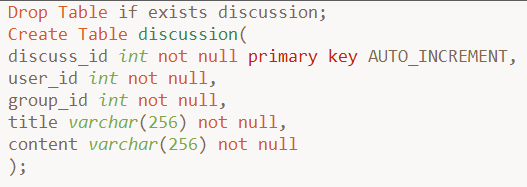 Drop Table if exists discussion;
Create Table discussion(
discuss_id int not null primary key AUTO_INCREMENT,
user_id int not null,
group_id int not null,
title varchar(256) not null,
content varchar(256) not null
);